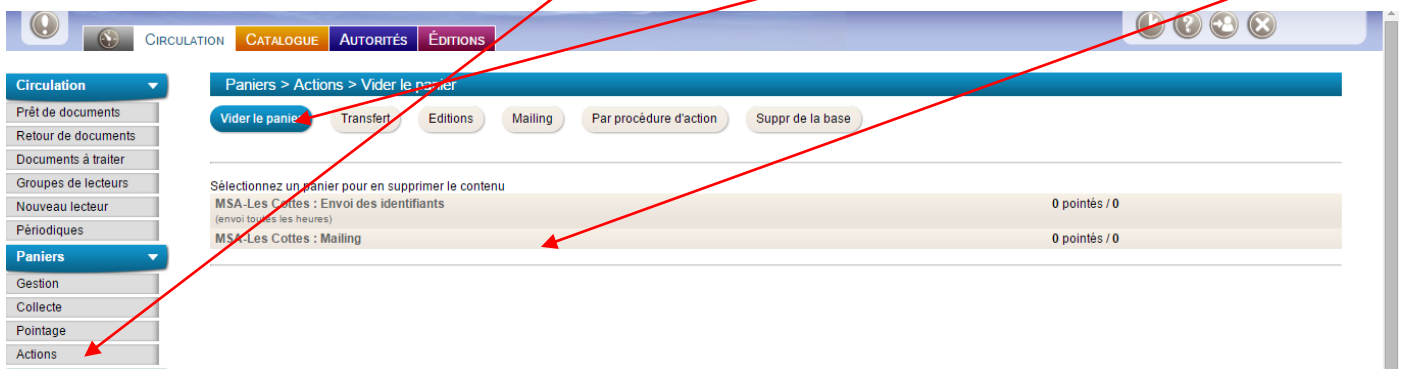 CIRCULATION CATALOGUE AUTORITÉS ÉDITIONS
Circulation
Prêt de documents
Retour de documents
Documents à traiter
Groupes de lecteurs
Nouveau lecteur
Périodiques
Paniers
Gestion
Collecte
Pointage
Actions
Paniers > Actions > Vider le panier
Vider le panier Transfert Editions Mailing Par procédure d'action Suppr de la base
Sélectionnez un panier pour en supprimer le contenu
MSA-Les Cottes : Envoi des identifiants 0 pointés / 0
(envoi toutes les heures)
MSA-Les Cottes : Mailing 0 pointés / 0